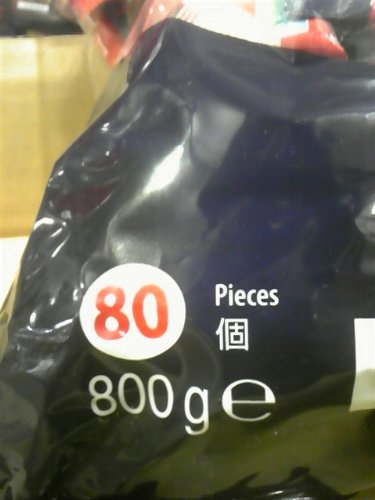 80 Pieces
個
800g ℮